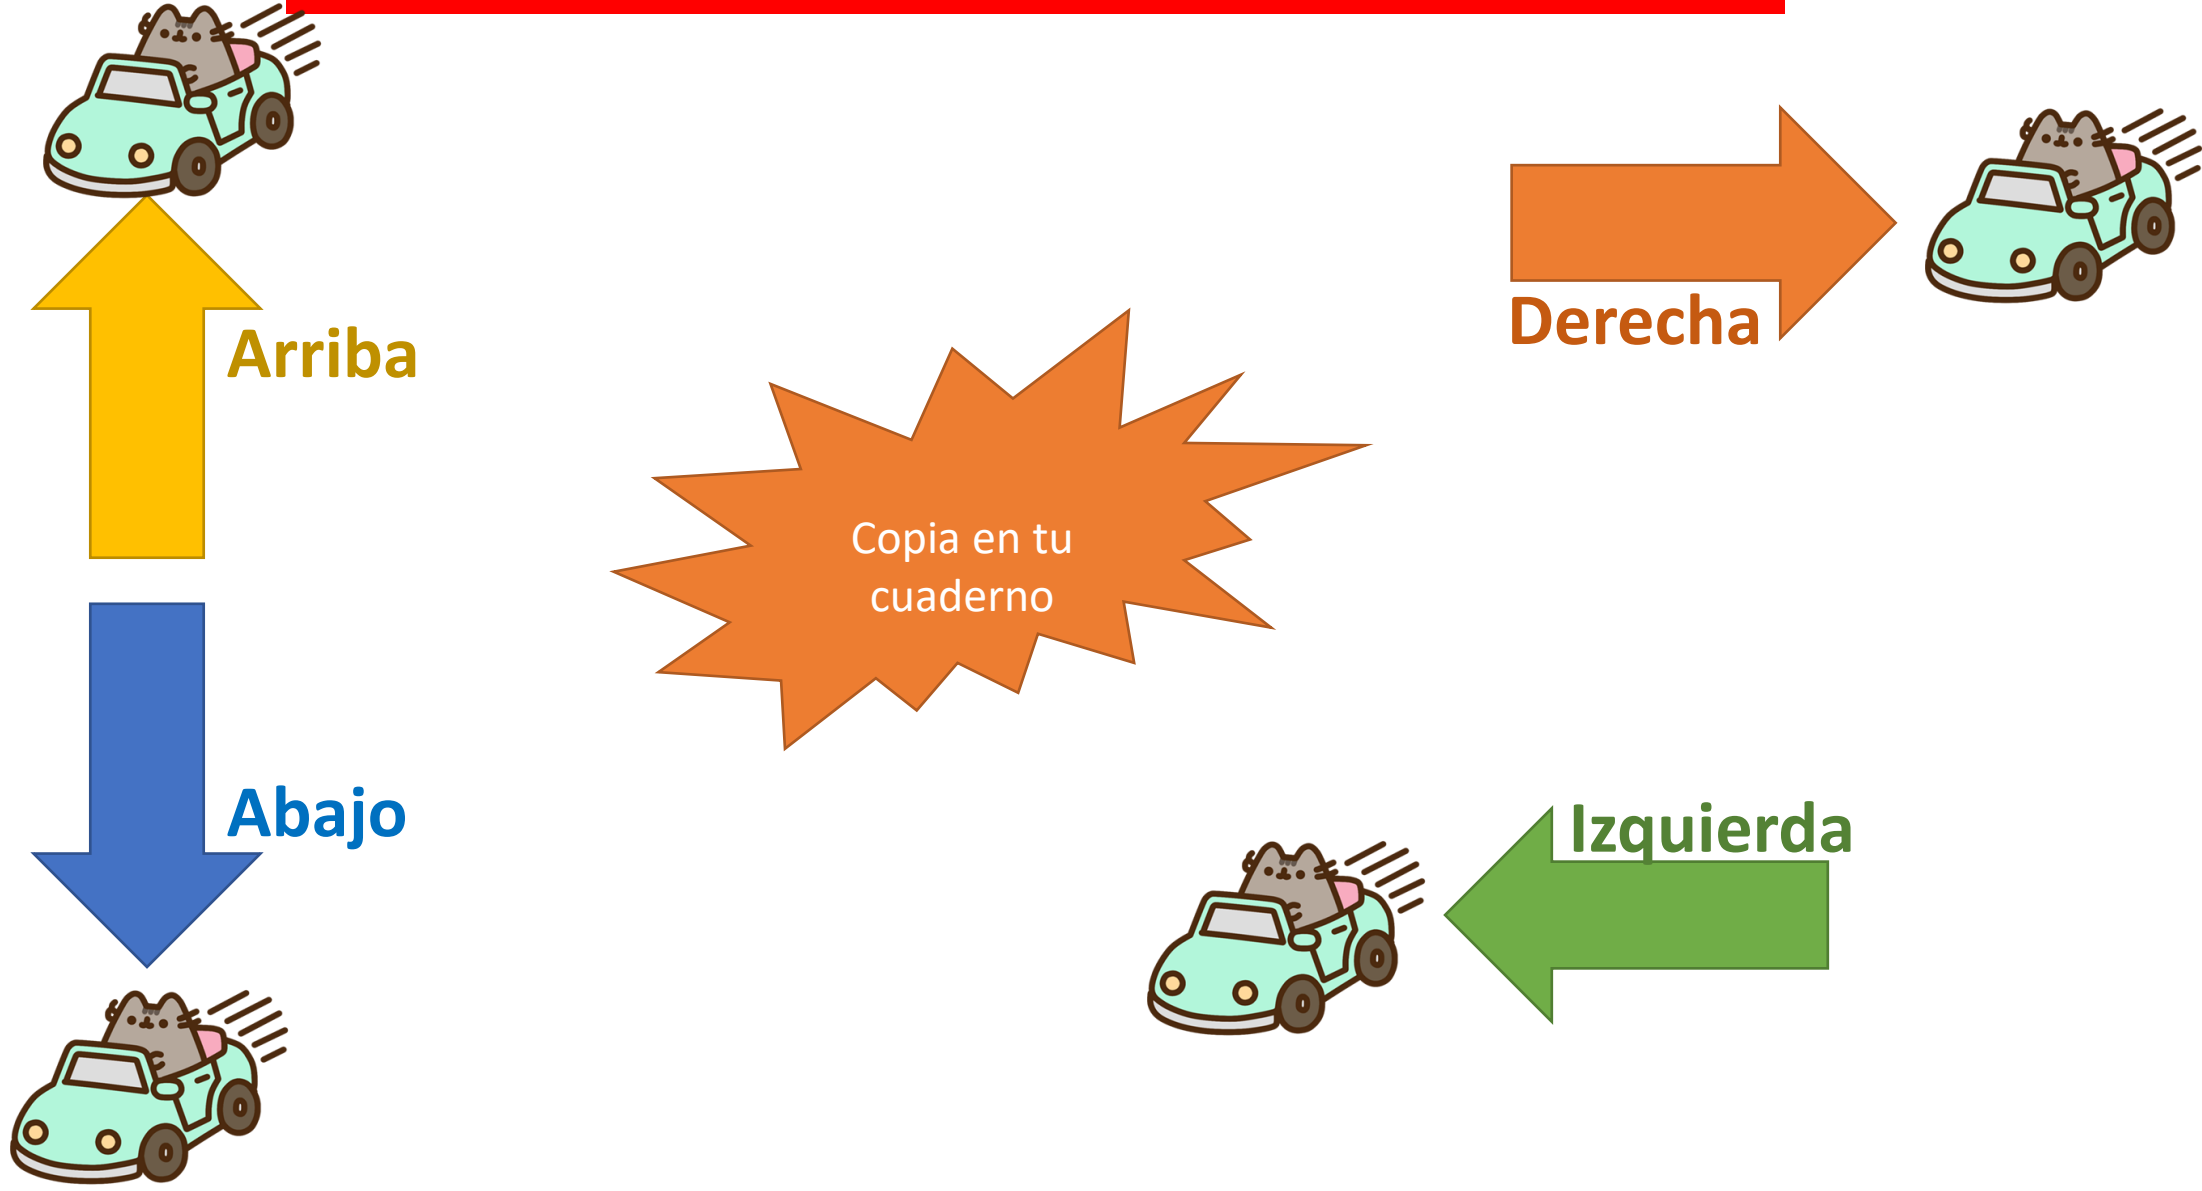 Derecha
Arriba
Copia en tu
cuaderno
Abajo
Izquierda